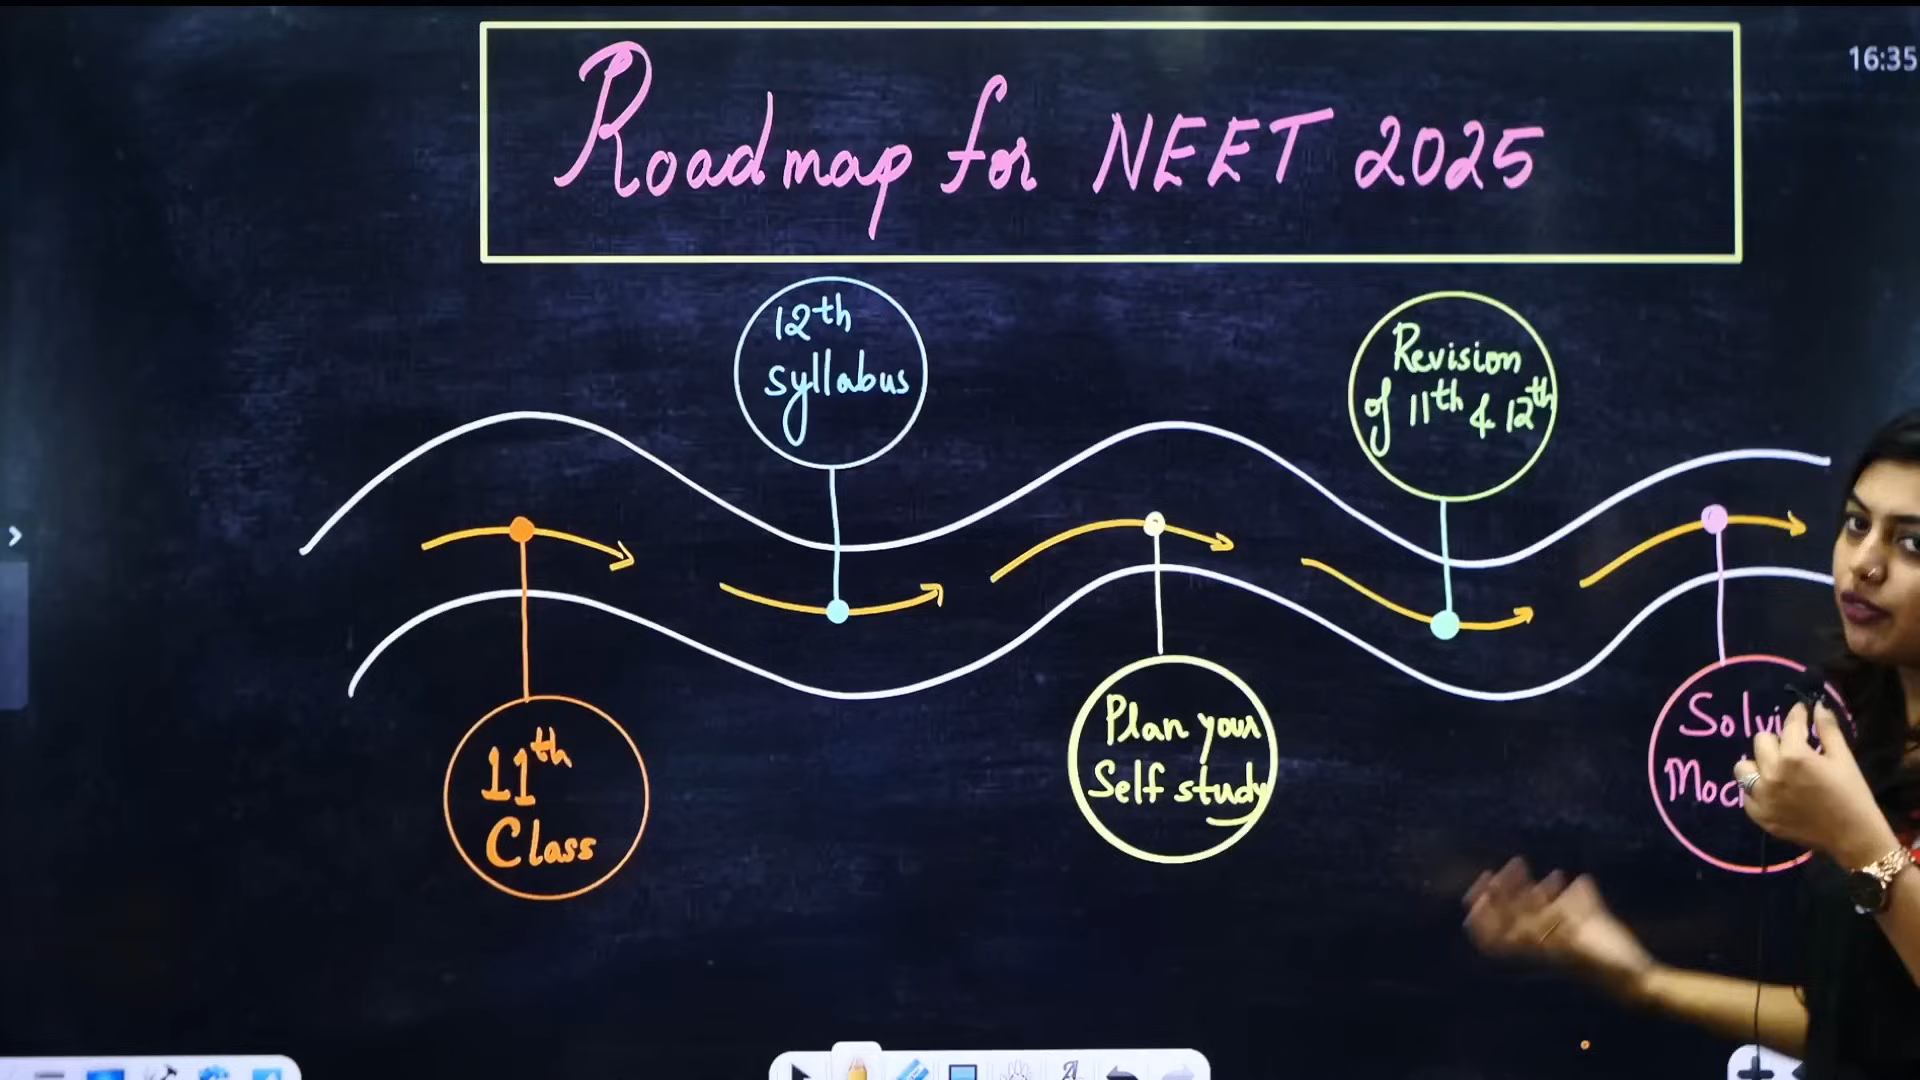 Roadmap for NEET 2025
16:35
12th
syllabus
Revision
of 11th & 12th
11th
Class
Plan your
Self study